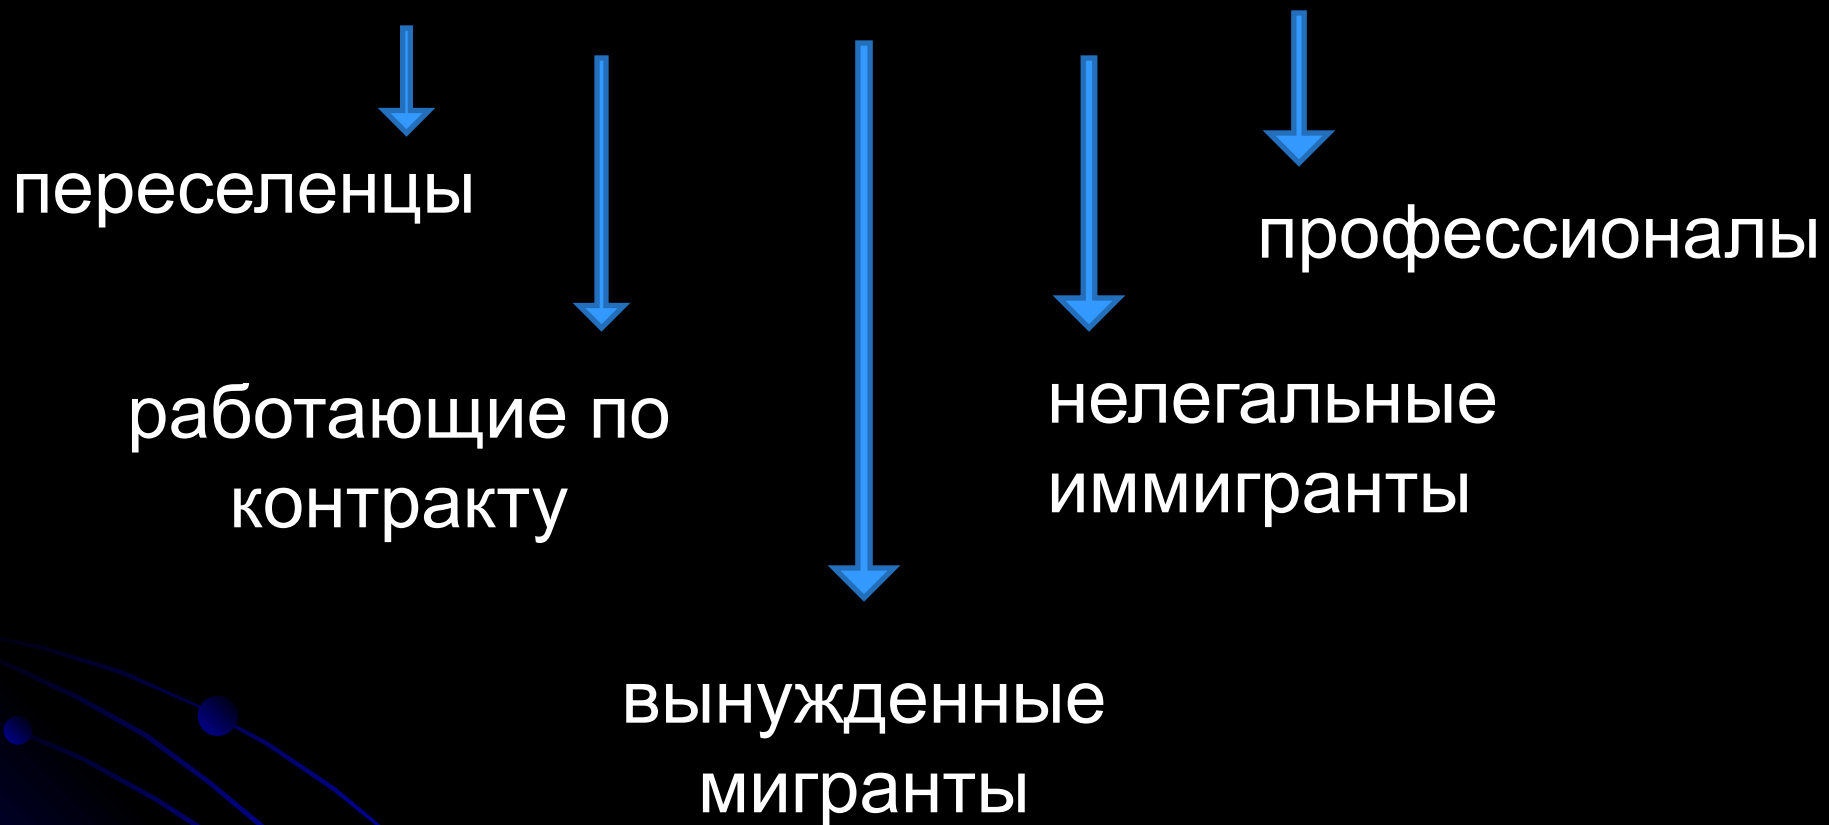 переселенцы
профессионалы
работающие по
контракту
нелегальные
иммигранты
вынужденные
мигранты